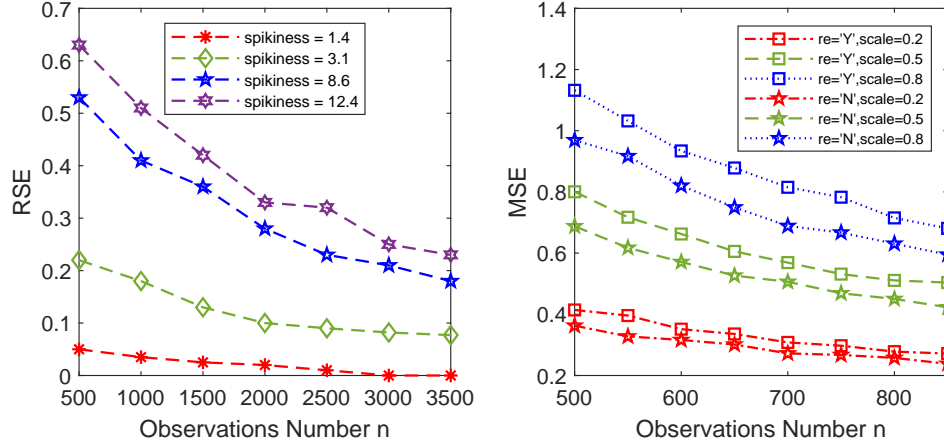 0.7
0.6
0.5
0.4
0.3
0.2
0.1
0
RSE
spikiness = 1.4
spikiness = 3.1
spikiness = 8.6
spikiness = 12.4
500 1000 1500 2000 2500 3000 3500
Observations Number n
1.4
1.2
1
0.8
0.6
0.4
0.2
MSE
re='Y',scale=0.2
re='Y',scale=0.5
re='Y',scale=0.8
re='N',scale=0.2
re='N',scale=0.5
re='N',scale=0.8
500 600 700 800
Observations Number n